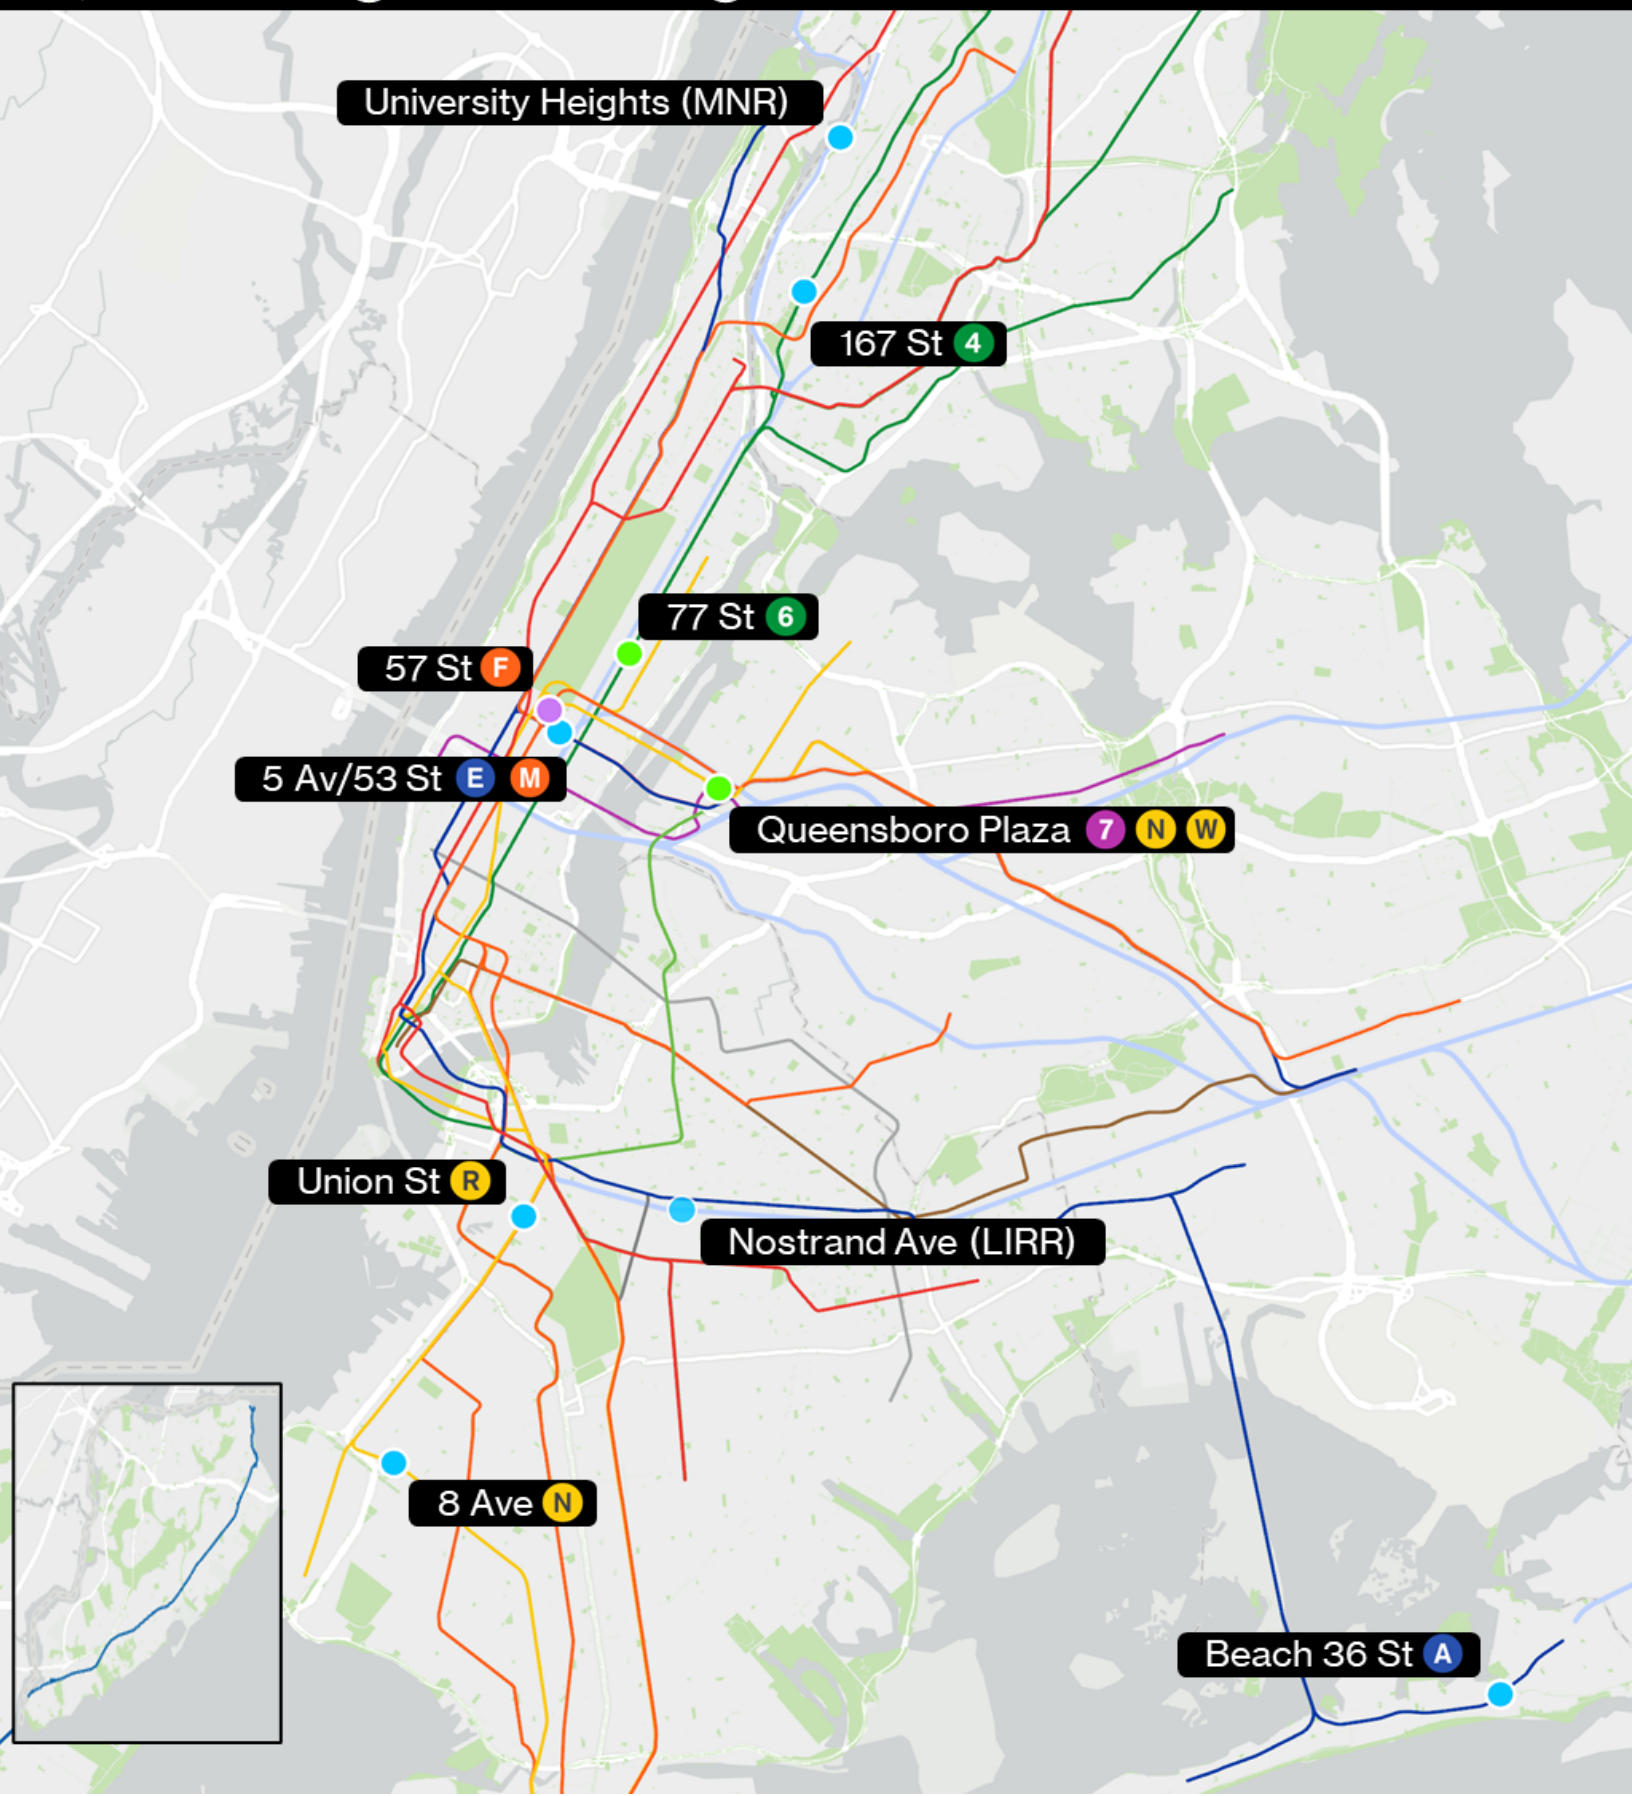 University Heights (MNR)
167 St 4
77 St 6
57 St F
5 Av/53 St E M
Queensboro Plaza 7 N W
Union St R
Nostrand Ave (LIRR)
8 Ave N
Beach 36 St A